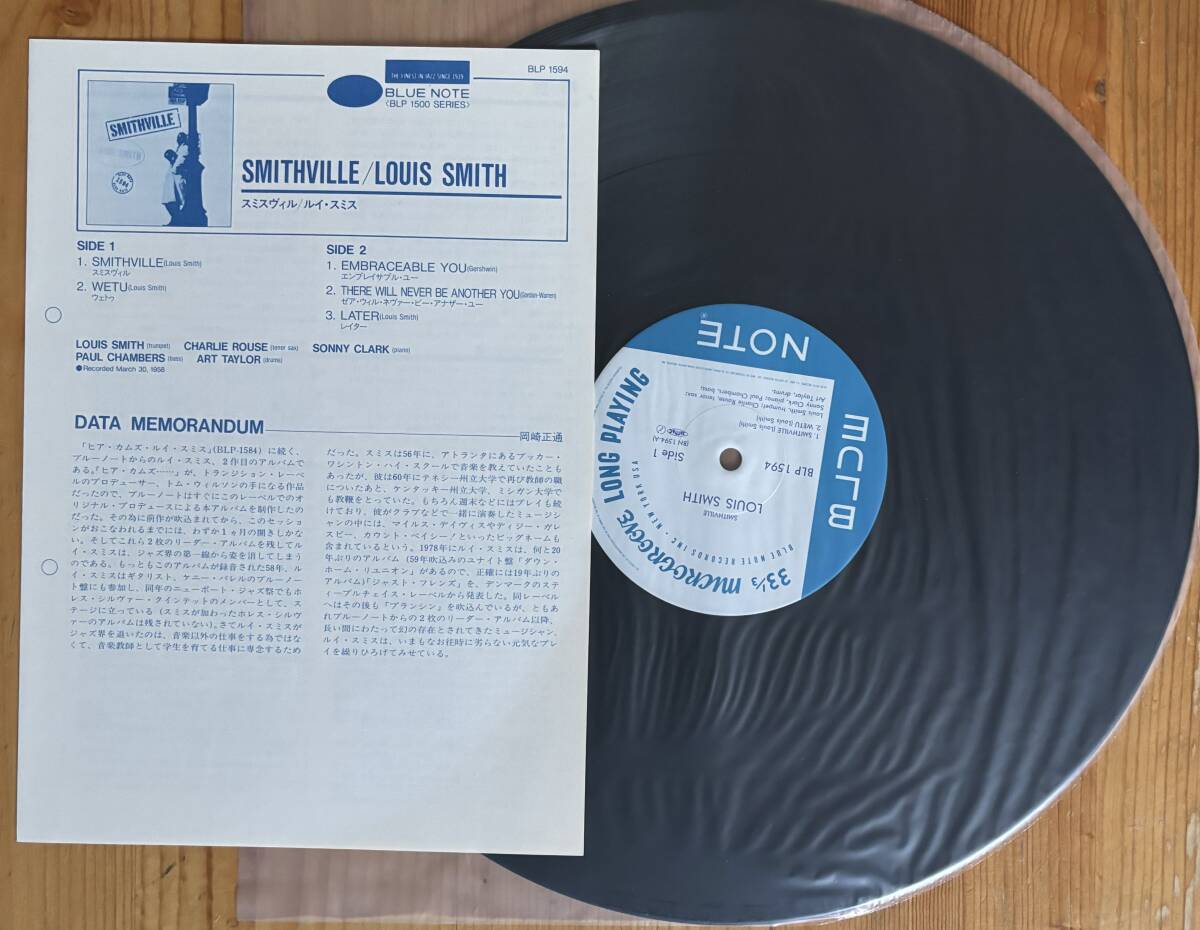 BLP 1594
THE FINEST IN JAZZ SINCE 1939
BLUE NOTE
〈BLP 1500 SERIES〉
SMITHVILLE
SMITHVILLE/LOUIS SMITH
スミスヴィル/ルイ・スミス
SIDE 1
1. SMITHVILLE(Louis Smith)
スミスヴィル
2. WETU(Louis Smith)
ウェトゥ
SIDE 2
1. EMBRACEABLE YOU(Gershwin)
エンブレイサブル・ユー
2. THERE WILL NEVER BE ANOTHER YOU(Gordon-Warren)
ゼア・ウィル・ネヴァー・ビー・アナザー・ユー
3. LATER(Louis Smith)
レイター
LOUIS SMITH(trumpet) CHARLIE ROUSE(tenor sax) SONNY CLARK(piano)
PAUL CHAMBERS(bass) ART TAYLOR(drums)
●Recorded March 30, 1958
DATA MEMORANDUM
岡崎正通
「ヒア・カムズ・ルイ・スミス」(BLP-1584) に続く、
ブルーノートからのルイ・スミス、2作目のアルバムで
ある。「ヒア・カムズ……」が、トランジション・レーベ
ルのプロデューサー、トム・ウィルソンの手になる作品
だったので、ブルーノートはすぐにこのレーベルでのオ
リジナル・プロデュースによる本アルバムを制作したの
だった。その為に前作が吹込まれてから、このセッショ
ンがおこなわれるまでには、わずか1ヵ月の開きしかな
い。そしてこれら2枚のリーダー・アルバムを残してル
イ・スミスは、ジャズ界の第一線から姿を消してしまう
のである。もっともこのアルバムが録音された58年、ル
イ・スミスはギタリスト、ケニー・バレルのブルーノー
ト盤にも参加し、同年のニューポート・ジャズ祭でもホ
レス・シルヴァー・クインテットのメンバーとして、ス
テージに立っている (スミスが加わったホレス・シルヴ
ァーのアルバムは残されていない)。さてルイ・スミスが
ジャズ界を退いたのは、音楽以外の仕事をする為ではな
くて、音楽教師として学生を育てる仕事に専念するため
だった。スミスは56年に、アトランタにあるブッカー・
ワシントン・ハイ・スクールで音楽を教えていたことも
あったが、彼は60年にテネシー州立大学で再び教師の職
についたあと、ケンタッキー州立大学、ミシガン大学で
も教鞭をとっていた。もちろん週末などにはプレイも続
けており、彼がクラブなどで一緒に演奏したミュージシ
ャンの中には、マイルス・デイヴィスやディジー・ガレ
スピー、カウント・ベイシー/といったビッグネームも
含まれているという。1978年にルイ・スミスは、何と20
年ぶりのアルバム (59年吹込みのユナイト盤「ダウン・
ホーム・リユニオン」があるので、正確には19年ぶりの
アルバム)「ジャスト・フレンズ」を、デンマークのステ
ィープルチェイス・レーベルから発表した。同レーベル
へはその後も「プランシン」を吹込んでいるが、ともあ
れブルーノートからの2枚のリーダー・アルバム以降、
長い間にわたって幻の存在とされてきたミュージシャン、
ルイ・スミスは、いまもなお往時に劣らない元気なプレ
イを繰りひろげてみせている。
BLUE
NOTE®
33⅓ MICROGROOVE LONG PLAYING
BLUE NOTE RECORDS INC • NEW YORK USA
SMITHVILLE
LOUIS SMITH
BLP 1594
Side 1
(BN 1594-A)
1. SMITHVILLE (Louis Smith)
2. WETU (Louis Smith)
Louis Smith, trumpet; Charlie Rouse, tenor sax;
Sonny Clark, piano; Paul Chambers, bass;
Art Taylor, drums.